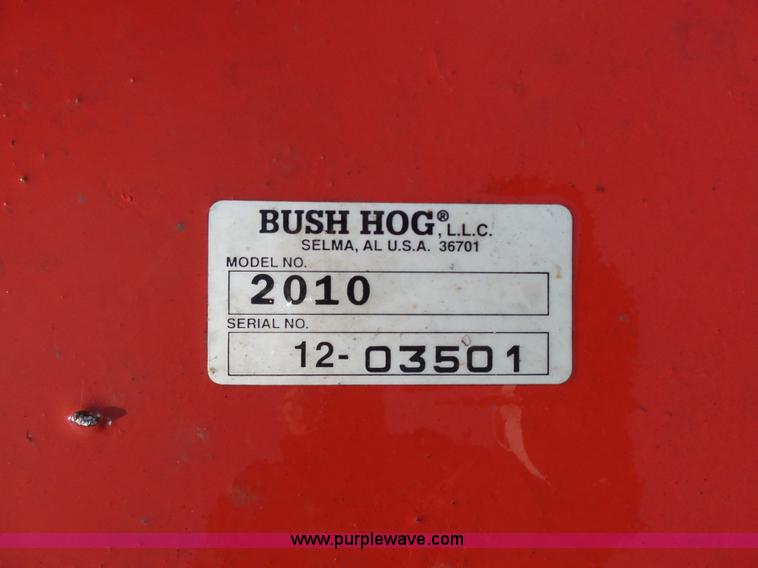 BUSH HOG®, L.L.C.
SELMA, AL U.S.A. 36701
MODEL NO.
2010
SERIAL NO.
12- 03501
www.purplewave.com